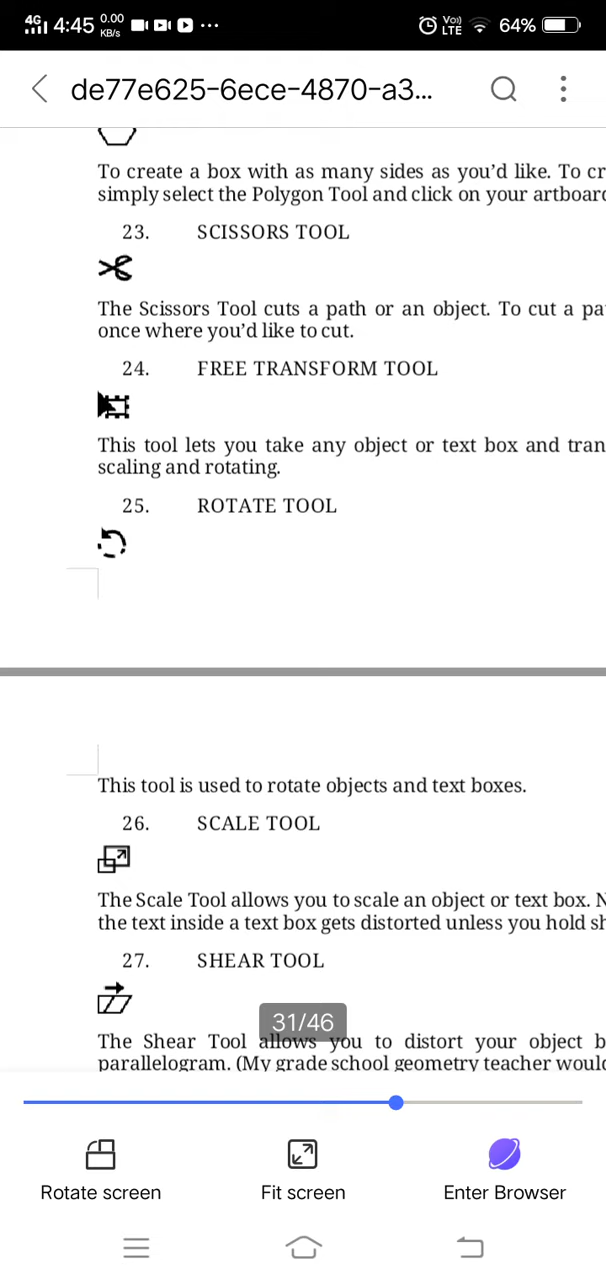 4G 4:45 0.00 KB/s ... Vo)) LTE 64%
de77e625-6ece-4870-a3...
To create a box with as many sides as you'd like. To cr
simply select the Polygon Tool and click on your artboar
23. SCISSORS TOOL
The Scissors Tool cuts a path or an object. To cut a pa
once where you'd like to cut.
24. FREE TRANSFORM TOOL
This tool lets you take any object or text box and tran
scaling and rotating.
25. ROTATE TOOL
This tool is used to rotate objects and text boxes.
26. SCALE TOOL
The Scale Tool allows you to scale an object or text box. N
the text inside a text box gets distorted unless you hold sh
27. SHEAR TOOL
31/46
The Shear Tool allows you to distort your object b
parallelogram. (My grade school geometry teacher would
Rotate screen Fit screen Enter Browser